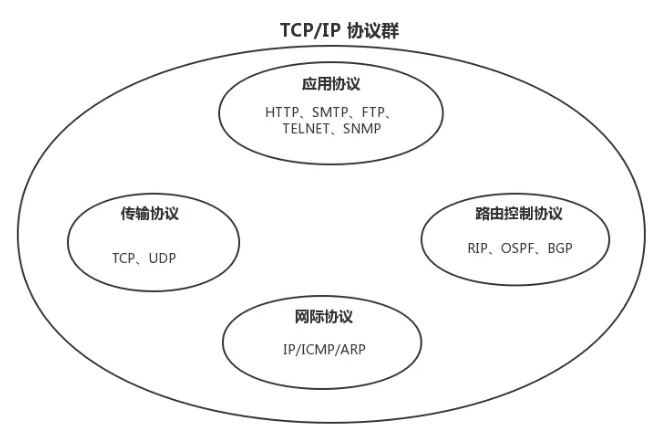 TCP/IP 协议群
应用协议
HTTP、SMTP、FTP、
TELNET、SNMP
传输协议
TCP、UDP
路由控制协议
RIP、OSPF、BGP
网际协议
IP/ICMP/ARP